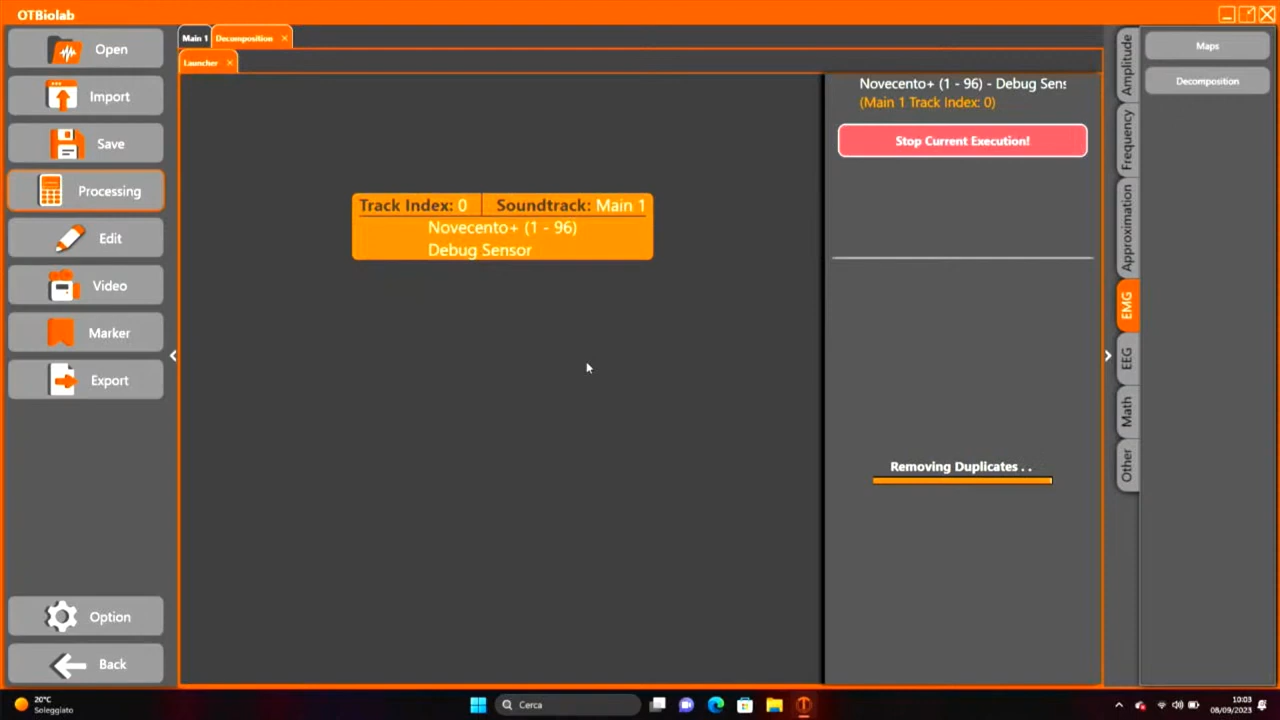 OTBiolab
Open
Import
Save
Processing
Edit
Video
Marker
Export
Option
Back
Main 1
Decomposition
Launcher
Track Index: 0 Soundtrack: Main 1
Novecento+ (1 - 96)
Debug Sensor
Novecento+ (1 - 96) - Debug Sens
(Main 1 Track Index: 0)
Stop Current Execution!
Removing Duplicates . .
Amplitude
Frequency
Approximation
EMG
EEG
Math
Other
Maps
Decomposition
20°C
Soleggiato
Cerca
10:03
08/09/2023